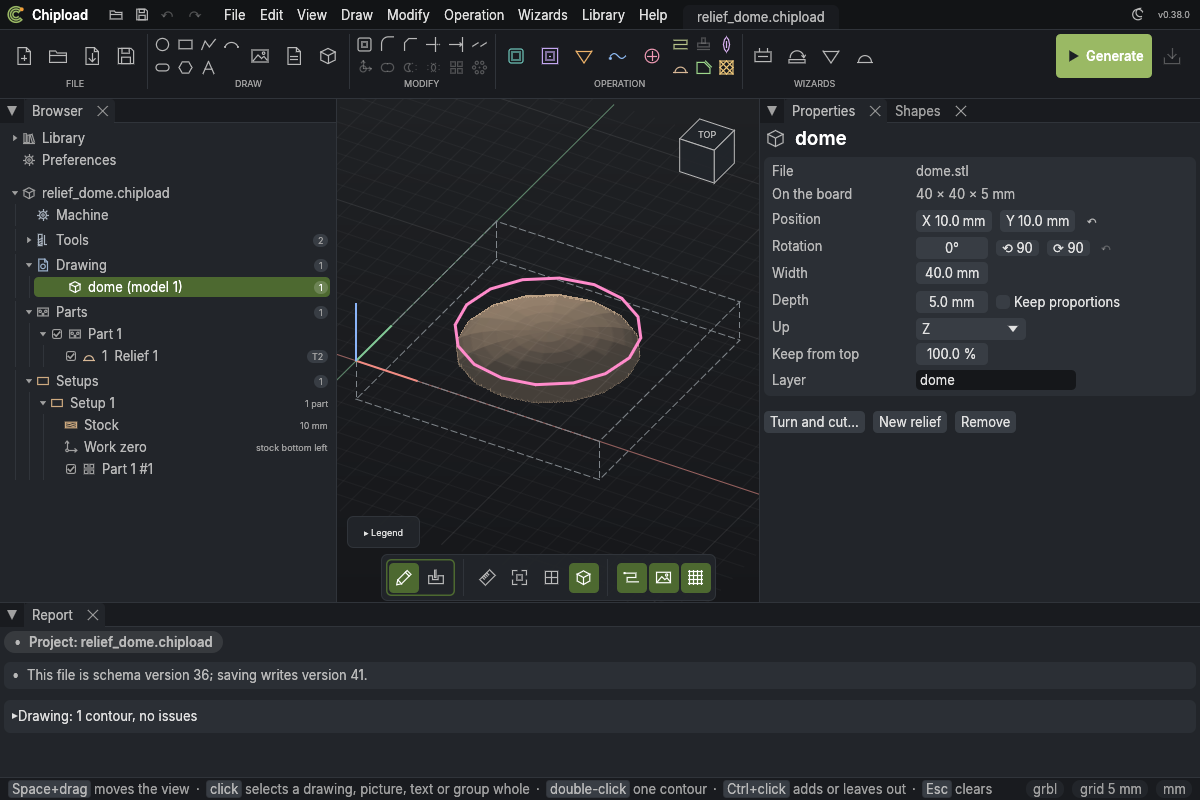 Chipload
File Edit View Draw Modify Operation Wizards Library Help
relief_dome.chipload
v0.38.0
FILE
DRAW
MODIFY
OPERATION
WIZARDS
Generate
Browser
Library
Preferences
relief_dome.chipload
Machine
Tools 2
Drawing 1
dome (model 1) 1
Parts 1
Part 1
1 Relief 1 T2
Setups 1
Setup 1 1 part
Stock 10 mm
Work zero stock bottom left
Part 1 #1
TOP
Legend
Properties
Shapes
dome
File dome.stl
On the board 40 × 40 × 5 mm
Position X 10.0 mm Y 10.0 mm
Rotation 0° ⟲ 90 ⟳ 90
Width 40.0 mm
Depth 5.0 mm Keep proportions
Up Z
Keep from top 100.0 %
Layer dome
Turn and cut... New relief Remove
Report
• Project: relief_dome.chipload
• This file is schema version 36; saving writes version 41.
▸Drawing: 1 contour, no issues
Space+drag moves the view · click selects a drawing, picture, text or group whole · double-click one contour · Ctrl+click adds or leaves out · Esc clears
grbl grid 5 mm mm